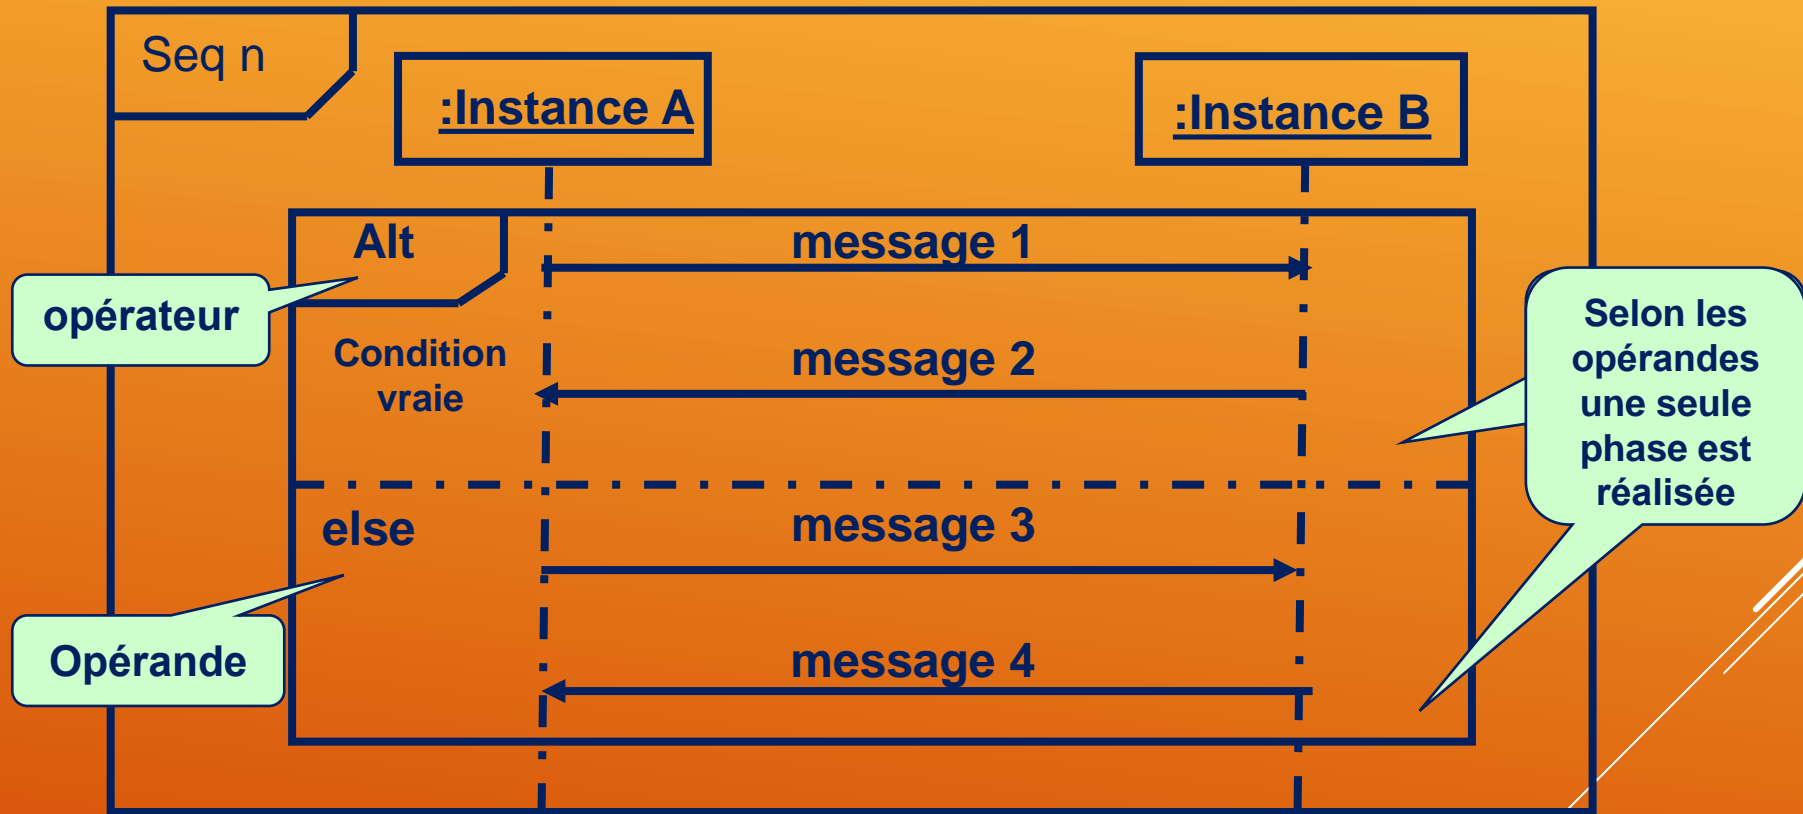 Seq n
:Instance A
:Instance B
Alt
message 1
opérateur
Condition
vraie
message 2
Selon les
opérandes
une seule
phase est
réalisée
else
message 3
Opérande
message 4